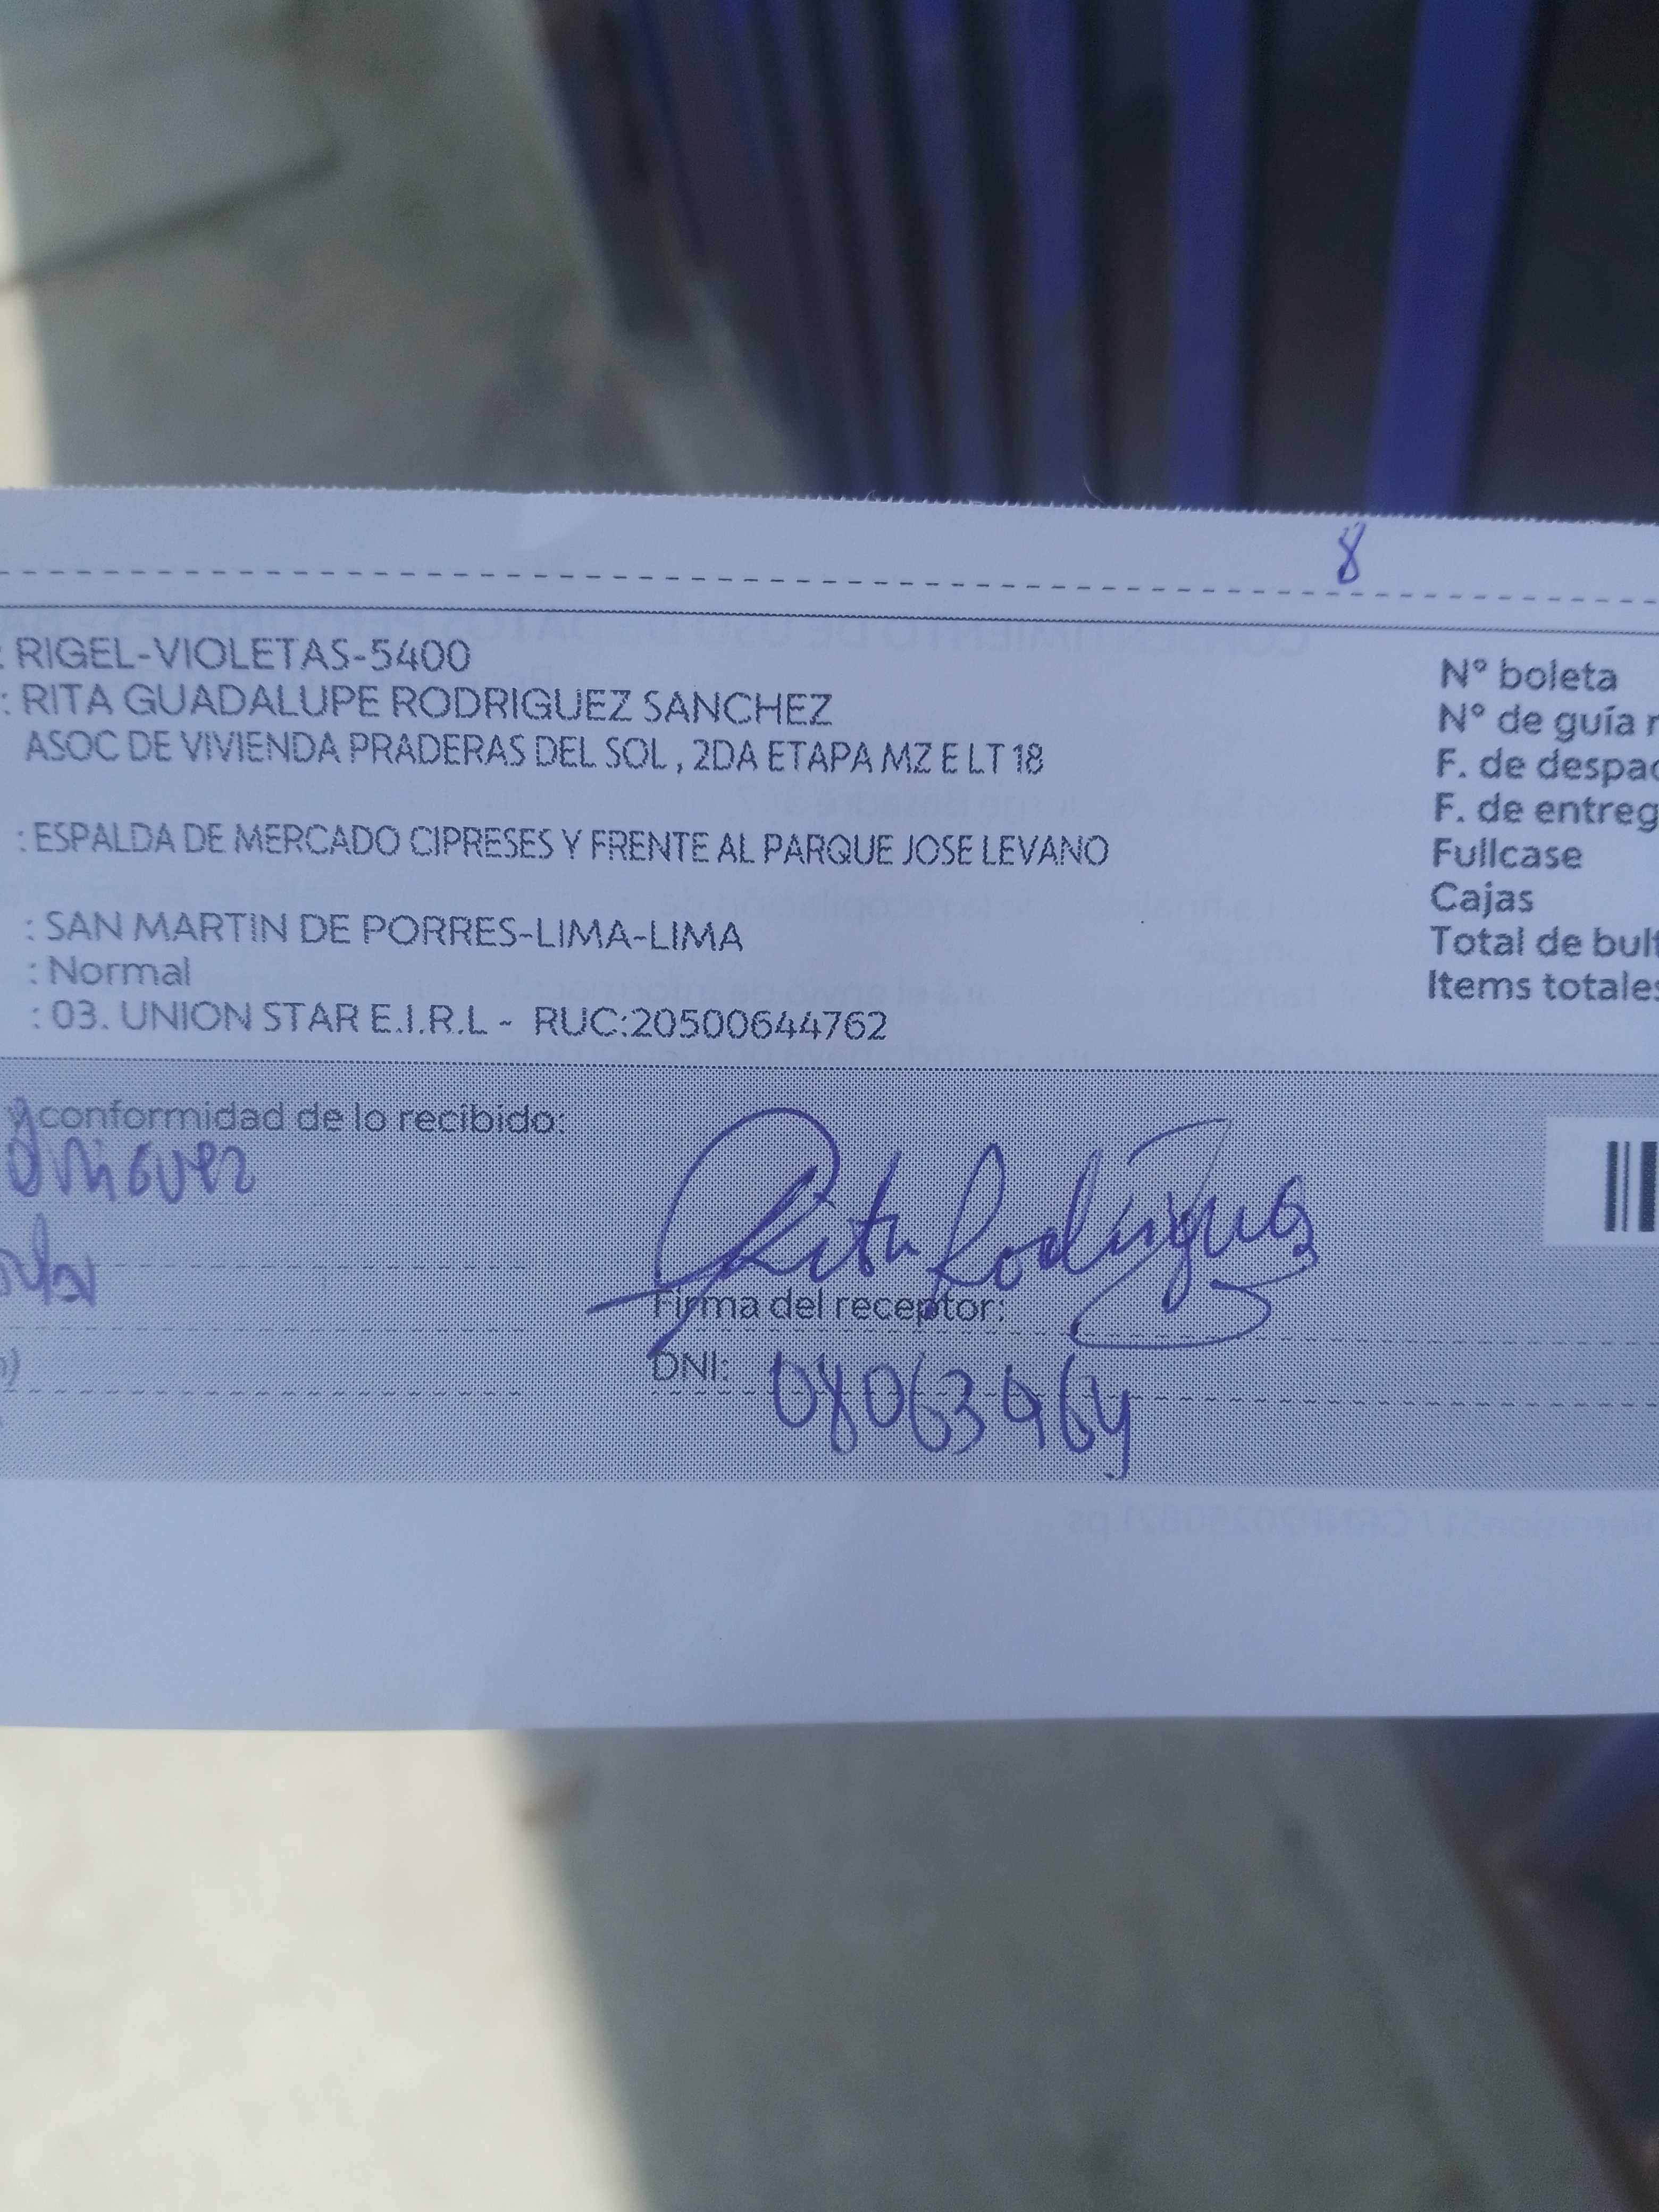 8
: RIGEL-VIOLETAS-5400
: RITA GUADALUPE RODRIGUEZ SANCHEZ
ASOC DE VIVIENDA PRADERAS DEL SOL , 2DA ETAPA MZ E LT 18
: ESPALDA DE MERCADO CIPRESES Y FRENTE AL PARQUE JOSE LEVANO
: SAN MARTIN DE PORRES-LIMA-LIMA
: Normal
: 03. UNION STAR E.I.R.L - RUC:20500644762
N° boleta
N° de guía r
F. de despac
F. de entreg
Fullcase
Cajas
Total de bult
Items totales
y conformidad de lo recibido:
Rita Rodriguez
Firma del receptor:
DNI: 08063964